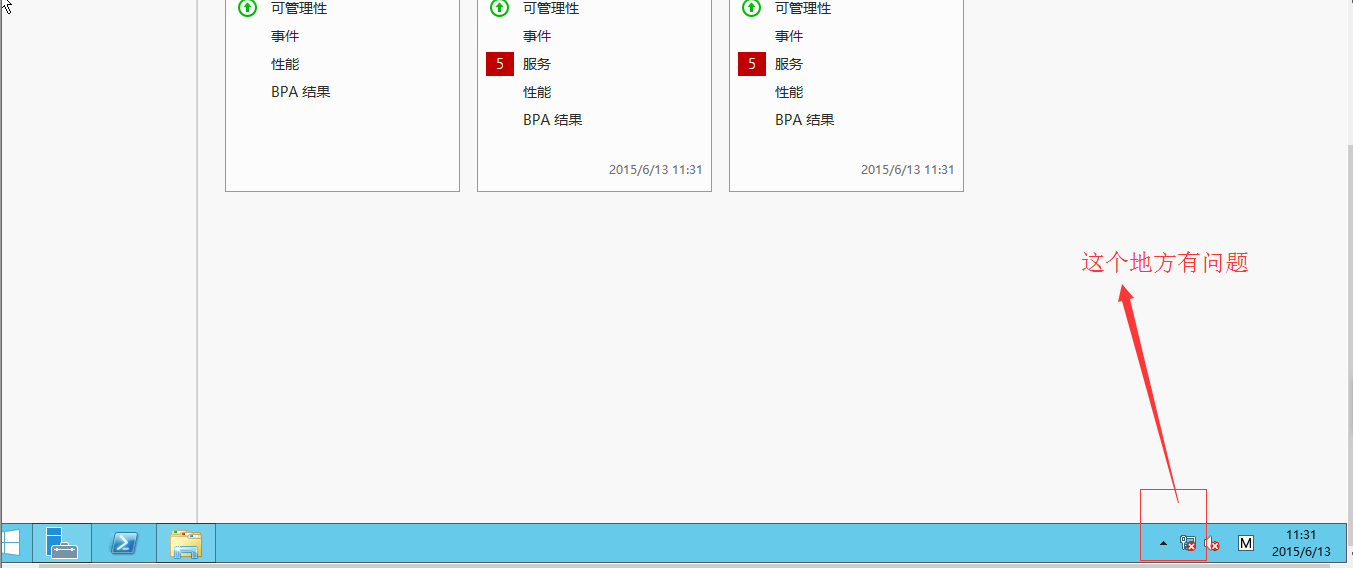 可管理性
事件
性能
BPA 结果
可管理性
事件
5 服务
性能
BPA 结果
2015/6/13 11:31
可管理性
事件
5 服务
性能
BPA 结果
2015/6/13 11:31
这个地方有问题
M
11:31
2015/6/13